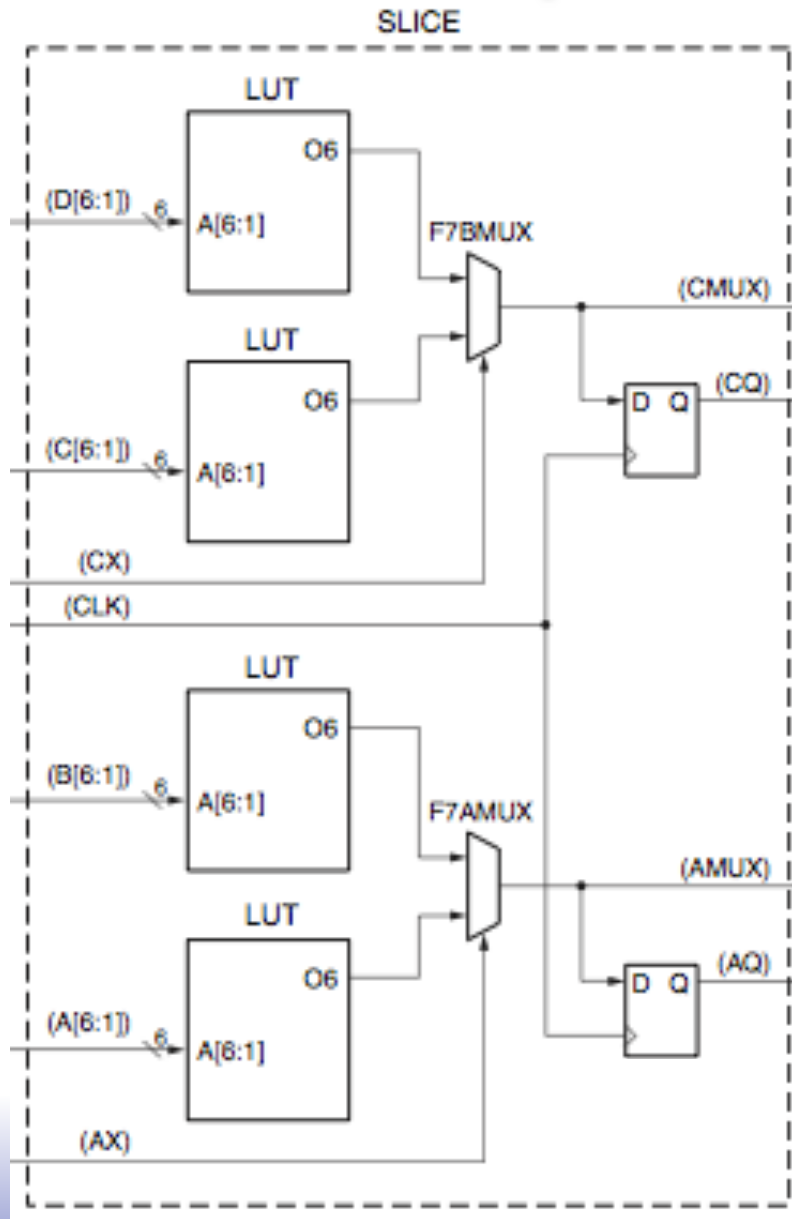 SLICE
LUT
O6
(D[6:1])
6
A[6:1]
F7BMUX
(CMUX)
LUT
O6
(CQ)
D Q
(C[6:1])
6
A[6:1]
(CX)
(CLK)
LUT
O6
(B[6:1])
6
A[6:1]
F7AMUX
(AMUX)
LUT
O6
(AQ)
D Q
(A[6:1])
6
A[6:1]
(AX)